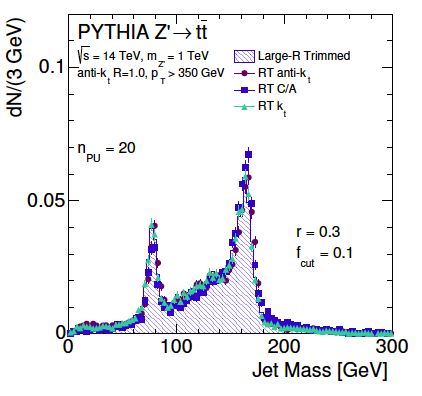 PYTHIA Z'→tt̄
√s = 14 TeV, m_Z' = 1 TeV
anti-k_t R=1.0, p_T > 350 GeV
Large-R Trimmed
RT anti-k_t
RT C/A
RT k_t
n_PU = 20
r = 0.3
f_cut = 0.1
dN/(3 GeV)
0.1
0.05
0
0 100 200 300
Jet Mass [GeV]